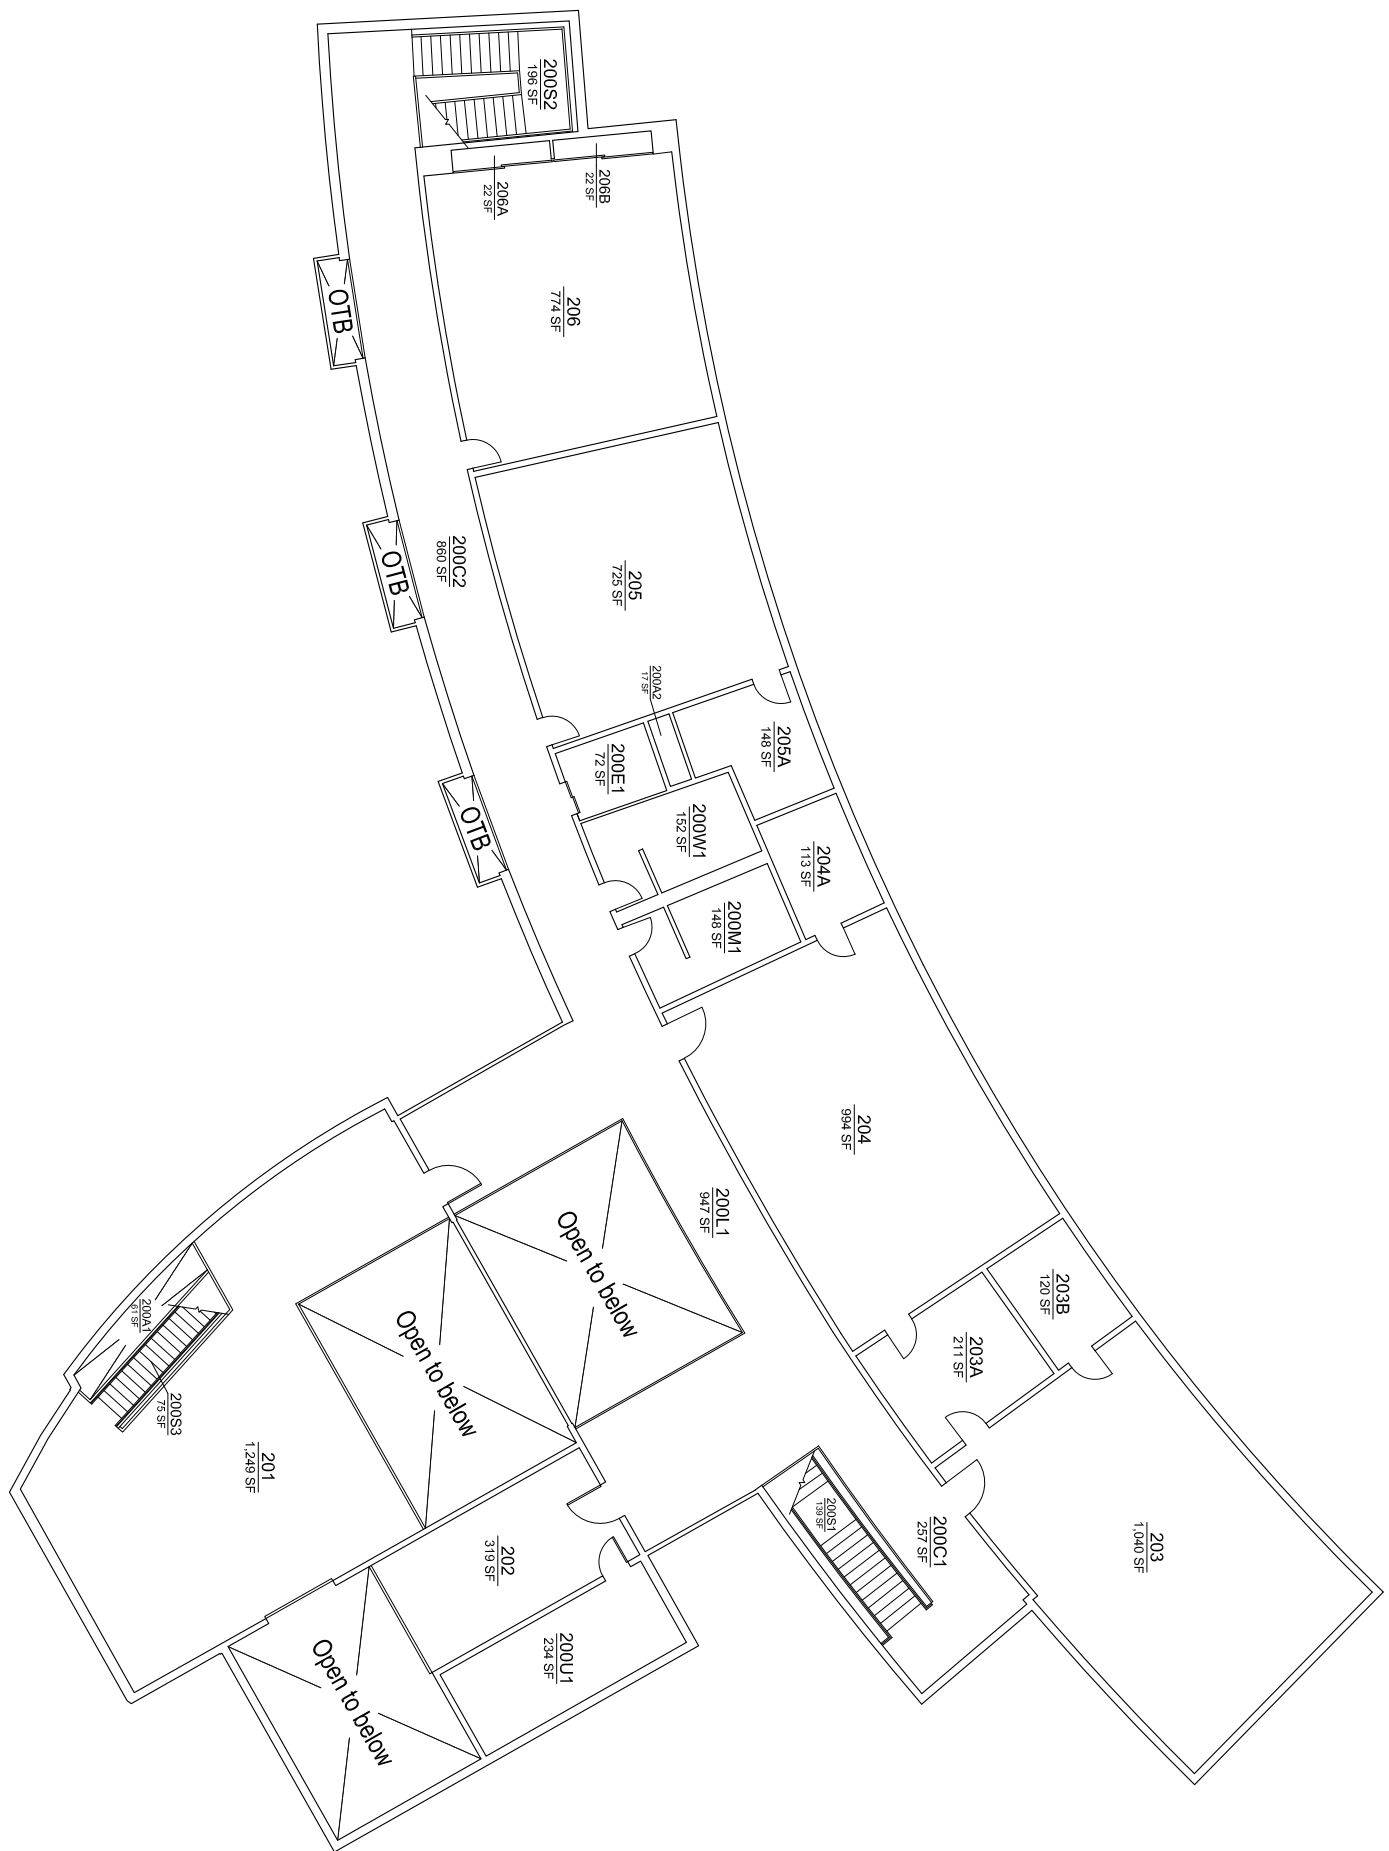 200S2
196 SF
206A
22 SF
206B
22 SF
OTB
206
774 SF
OTB
200C2
860 SF
205
725 SF
200A2
17 SF
205A
148 SF
200E1
72 SF
OTB
200W1
152 SF
204A
113 SF
200M1
148 SF
204
994 SF
200L1
947 SF
Open to below
203B
120 SF
200A1
61 SF
Open to below
203A
211 SF
200S3
75 SF
201
1,249 SF
200S1
139 SF
200C1
257 SF
203
1,040 SF
202
319 SF
200U1
234 SF
Open to below